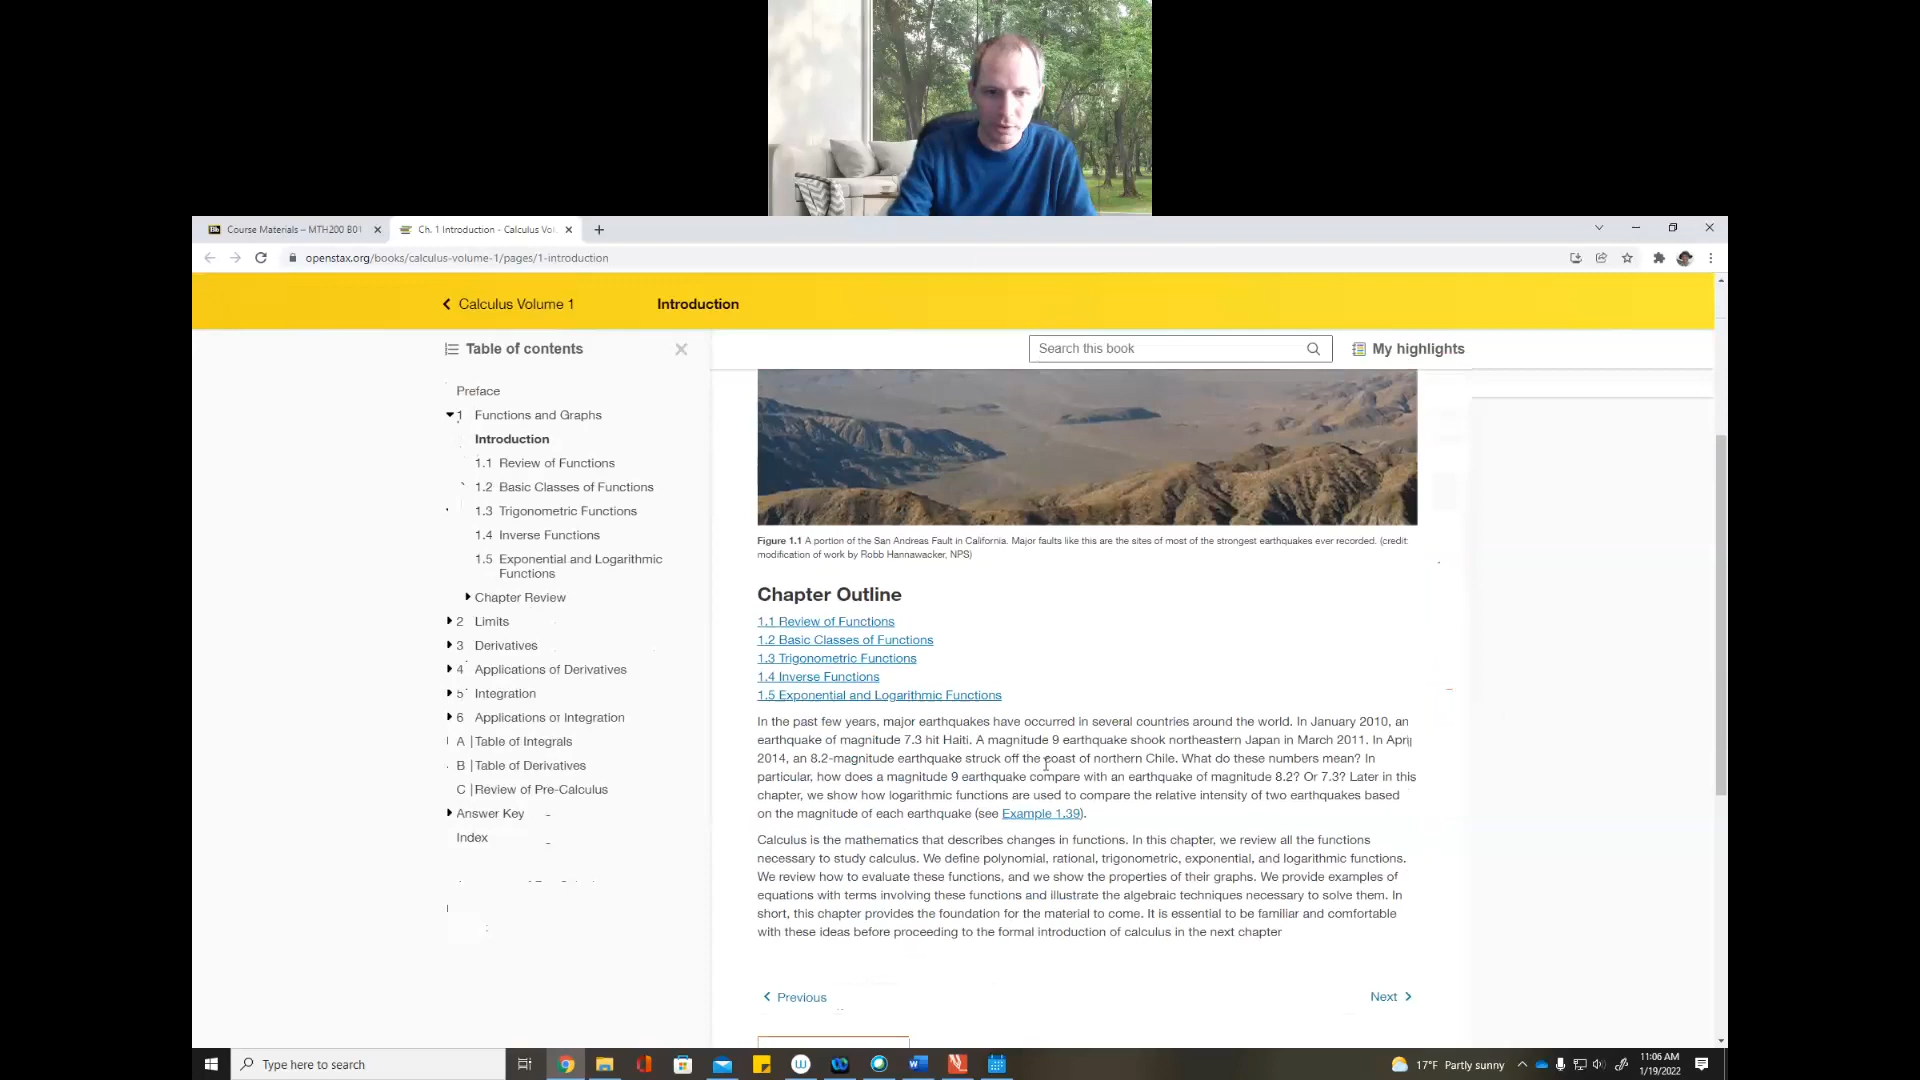 Course Materials – MTH200 B01
Ch. 1 Introduction - Calculus Vol
openstax.org/books/calculus-volume-1/pages/1-introduction
Calculus Volume 1
Introduction
Table of contents
Search this book
My highlights
Preface
1 Functions and Graphs
Introduction
1.1 Review of Functions
1.2 Basic Classes of Functions
1.3 Trigonometric Functions
1.4 Inverse Functions
1.5 Exponential and Logarithmic
Functions
Chapter Review
2 Limits
3 Derivatives
4 Applications of Derivatives
5 Integration
6 Applications of Integration
A | Table of Integrals
B | Table of Derivatives
C | Review of Pre-Calculus
Answer Key
Index
Figure 1.1 A portion of the San Andreas Fault in California. Major faults like this are the sites of most of the strongest earthquakes ever recorded. (credit:
modification of work by Robb Hannawacker, NPS)
Chapter Outline
1.1 Review of Functions
1.2 Basic Classes of Functions
1.3 Trigonometric Functions
1.4 Inverse Functions
1.5 Exponential and Logarithmic Functions
In the past few years, major earthquakes have occurred in several countries around the world. In January 2010, an
earthquake of magnitude 7.3 hit Haiti. A magnitude 9 earthquake shook northeastern Japan in March 2011. In April
2014, an 8.2-magnitude earthquake struck off the coast of northern Chile. What do these numbers mean? In
particular, how does a magnitude 9 earthquake compare with an earthquake of magnitude 8.2? Or 7.3? Later in this
chapter, we show how logarithmic functions are used to compare the relative intensity of two earthquakes based
on the magnitude of each earthquake (see Example 1.39).
Calculus is the mathematics that describes changes in functions. In this chapter, we review all the functions
necessary to study calculus. We define polynomial, rational, trigonometric, exponential, and logarithmic functions.
We review how to evaluate these functions, and we show the properties of their graphs. We provide examples of
equations with terms involving these functions and illustrate the algebraic techniques necessary to solve them. In
short, this chapter provides the foundation for the material to come. It is essential to be familiar and comfortable
with these ideas before proceeding to the formal introduction of calculus in the next chapter
Previous
Next
Type here to search
17°F Partly sunny
11:06 AM
1/19/2022